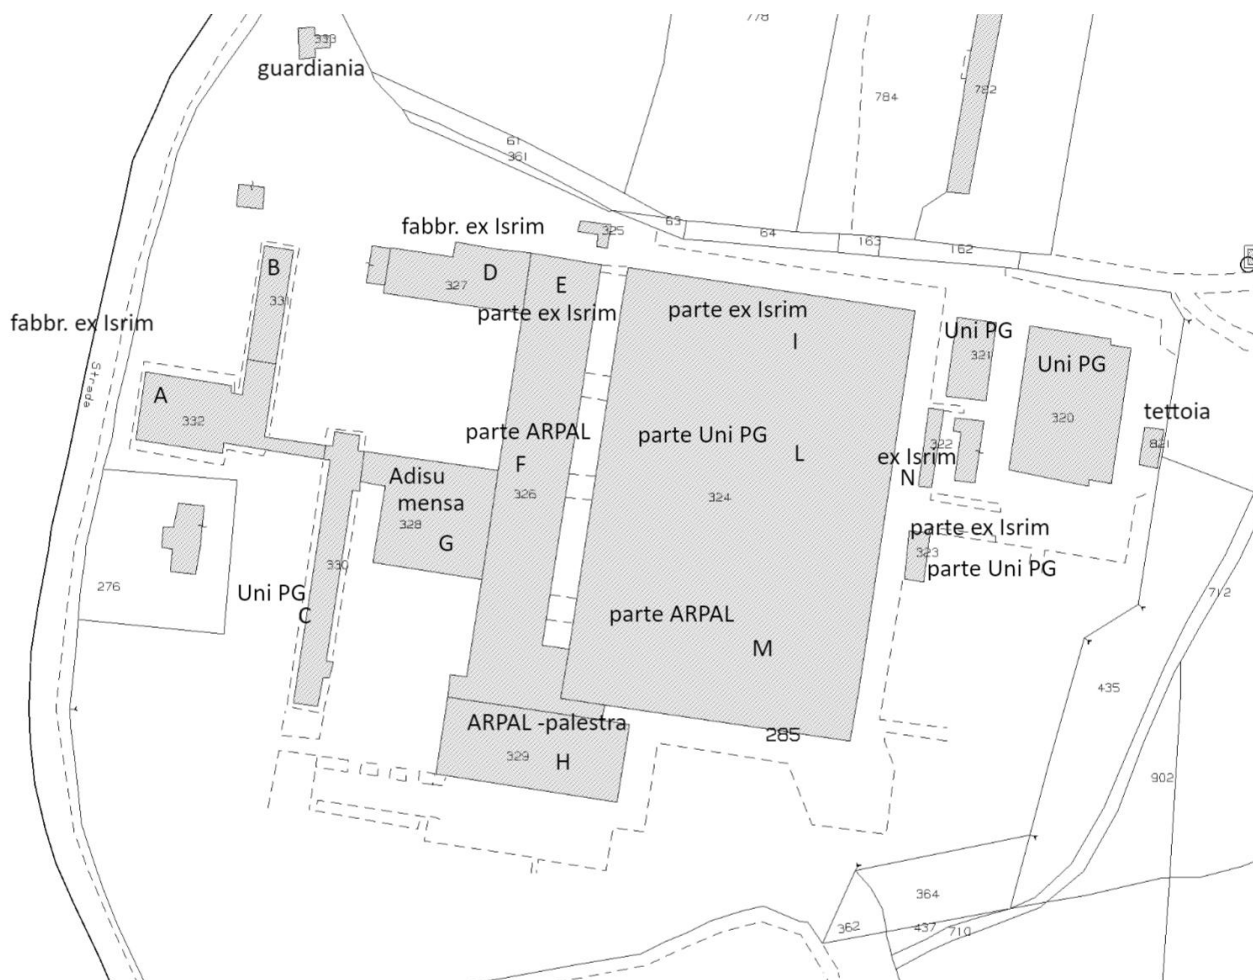 778
333
guardiania
784
782
61
361
fabbr. ex Isrim
325
63
64
163
162
B
331
327
D
E
parte ex Isrim
parte ex Isrim
I
fabbr. ex Isrim
Strada
Uni PG
321
Uni PG
320
tettoia
821
A
332
parte ARPAL
F
326
parte Uni PG
L
324
322
ex Isrim
N
Adisu
mensa
328
G
parte ex Isrim
323
parte Uni PG
276
330
Uni PG
C
parte ARPAL
M
712
435
ARPAL -palestra
329
H
285
902
364
362
437
710